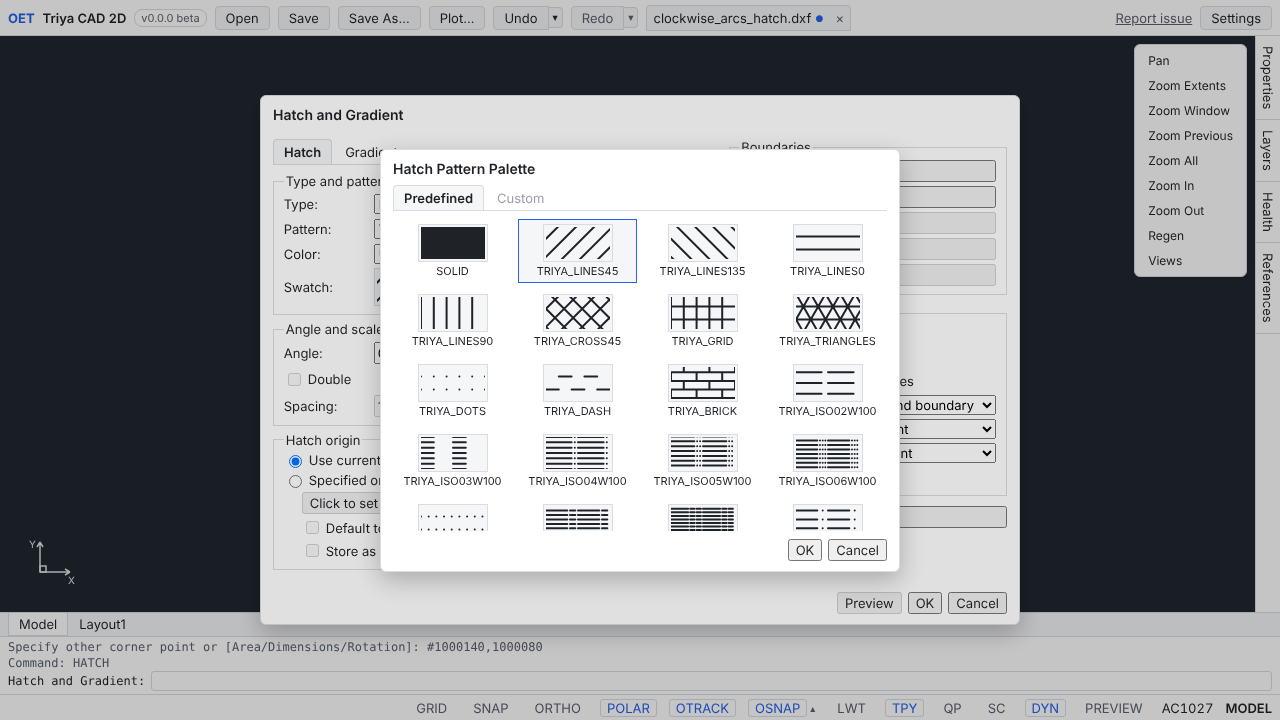 OET Triya CAD 2D v0.0.0 beta Open Save Save As... Plot... Undo ▾ Redo ▾ clockwise_arcs_hatch.dxf ● × Report issue Settings
Pan
Zoom Extents
Zoom Window
Zoom Previous
Zoom All
Zoom In
Zoom Out
Regen
Views
Properties
Layers
Health
References
Hatch and Gradient
Hatch
Boundaries
Type and patter
Type:
Pattern:
Color:
Swatch:
Angle and scale
Angle:
Double
Spacing:
Hatch origin
Use current
Specified or
Click to set
Default to
Store as
nd boundary
Preview OK Cancel
Hatch Pattern Palette
Predefined Custom
SOLID TRIYA_LINES45 TRIYA_LINES135 TRIYA_LINES0
TRIYA_LINES90 TRIYA_CROSS45 TRIYA_GRID TRIYA_TRIANGLES
TRIYA_DOTS TRIYA_DASH TRIYA_BRICK TRIYA_ISO02W100
TRIYA_ISO03W100 TRIYA_ISO04W100 TRIYA_ISO05W100 TRIYA_ISO06W100
OK Cancel
Y
X
Model Layout1
Specify other corner point or [Area/Dimensions/Rotation]: #1000140,1000080
Command: HATCH
Hatch and Gradient:
GRID SNAP ORTHO POLAR OTRACK OSNAP ▴ LWT TPY QP SC DYN PREVIEW AC1027 MODEL